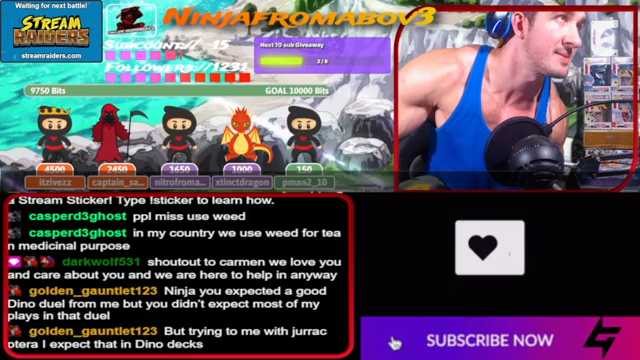 Waiting for next battle!
STREAM
RAIDERS
streamraiders.com
NINJAFROMABOV3
SUBCOUNT// 15
FOLLOWERS//1231
Next 10 sub Giveaway
2/6
9750 Bits
GOAL 10000 Bits
4500
2450
1650
1000
150
itzivezz
captain_sa...
nitrofroma...
xtinctdragon
pman2_10
a Stream Sticker! Type !sticker to learn how.
casperd3ghost ppl miss use weed
casperd3ghost in my country we use weed for tea
n medicinal purpose
darkwolf531 shoutout to carmen we love you
and care about you and we are here to help in anyway
golden_gauntlet123 Ninja you expected a good
Dino duel from me but you didn't expect most of my
plays in that duel
golden_gauntlet123 But trying to me with jurrac
ptera I expect that in Dino decks
SUBSCRIBE NOW